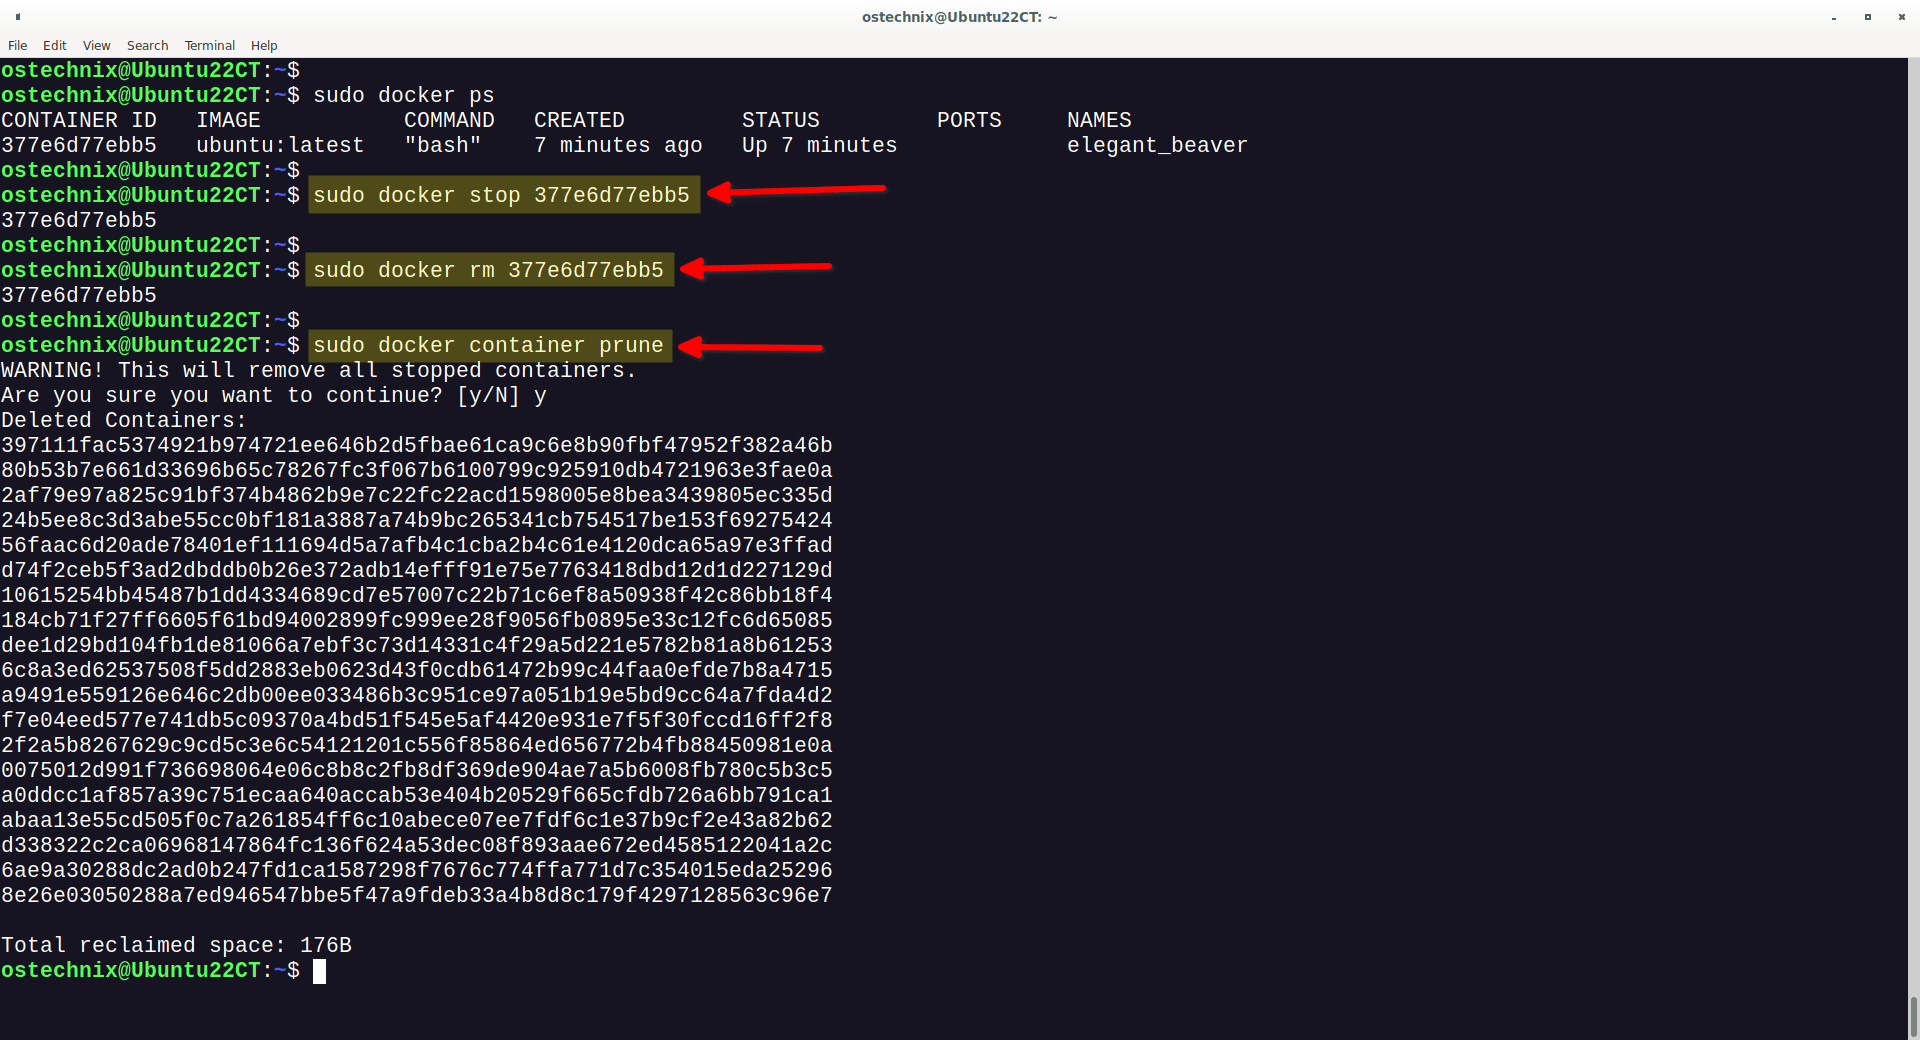 ostechnix@Ubuntu22CT: ~
File Edit View Search Terminal Help
ostechnix@Ubuntu22CT:~$
ostechnix@Ubuntu22CT:~$ sudo docker ps
CONTAINER ID   IMAGE           COMMAND   CREATED         STATUS         PORTS     NAMES
377e6d77ebb5   ubuntu:latest   "bash"    7 minutes ago   Up 7 minutes             elegant_beaver
ostechnix@Ubuntu22CT:~$
ostechnix@Ubuntu22CT:~$ sudo docker stop 377e6d77ebb5
377e6d77ebb5
ostechnix@Ubuntu22CT:~$
ostechnix@Ubuntu22CT:~$ sudo docker rm 377e6d77ebb5
377e6d77ebb5
ostechnix@Ubuntu22CT:~$
ostechnix@Ubuntu22CT:~$ sudo docker container prune
WARNING! This will remove all stopped containers.
Are you sure you want to continue? [y/N] y
Deleted Containers:
397111fac5374921b974721ee646b2d5fbae61ca9c6e8b90fbf47952f382a46b
80b53b7e661d33696b65c78267fc3f067b6100799c925910db4721963e3fae0a
2af79e97a825c91bf374b4862b9e7c22fc22acd1598005e8bea3439805ec335d
24b5ee8c3d3abe55cc0bf181a3887a74b9bc265341cb754517be153f69275424
56faac6d20ade78401ef111694d5a7afb4c1cba2b4c61e4120dca65a97e3ffad
d74f2ceb5f3ad2dbddb0b26e372adb14efff91e75e7763418dbd12d1d227129d
10615254bb45487b1dd4334689cd7e57007c22b71c6ef8a50938f42c86bb18f4
184cb71f27ff6605f61bd94002899fc999ee28f9056fb0895e33c12fc6d65085
dee1d29bd104fb1de81066a7ebf3c73d14331c4f29a5d221e5782b81a8b61253
6c8a3ed62537508f5dd2883eb0623d43f0cdb61472b99c44faa0efde7b8a4715
a9491e559126e646c2db00ee033486b3c951ce97a051b19e5bd9cc64a7fda4d2
f7e04eed577e741db5c09370a4bd51f545e5af4420e931e7f5f30fccd16ff2f8
2f2a5b8267629c9cd5c3e6c54121201c556f85864ed656772b4fb88450981e0a
0075012d991f736698064e06c8b8c2fb8df369de904ae7a5b6008fb780c5b3c5
a0ddcc1af857a39c751ecaa640accab53e404b20529f665cfdb726a6bb791ca1
abaa13e55cd505f0c7a261854ff6c10abece07ee7fdf6c1e37b9cf2e43a82b62
d338322c2ca06968147864fc136f624a53dec08f893aae672ed4585122041a2c
6ae9a30288dc2ad0b247fd1ca1587298f7676c774ffa771d7c354015eda25296
8e26e03050288a7ed946547bbe5f47a9fdeb33a4b8d8c179f4297128563c96e7
Total reclaimed space: 176B
ostechnix@Ubuntu22CT:~$